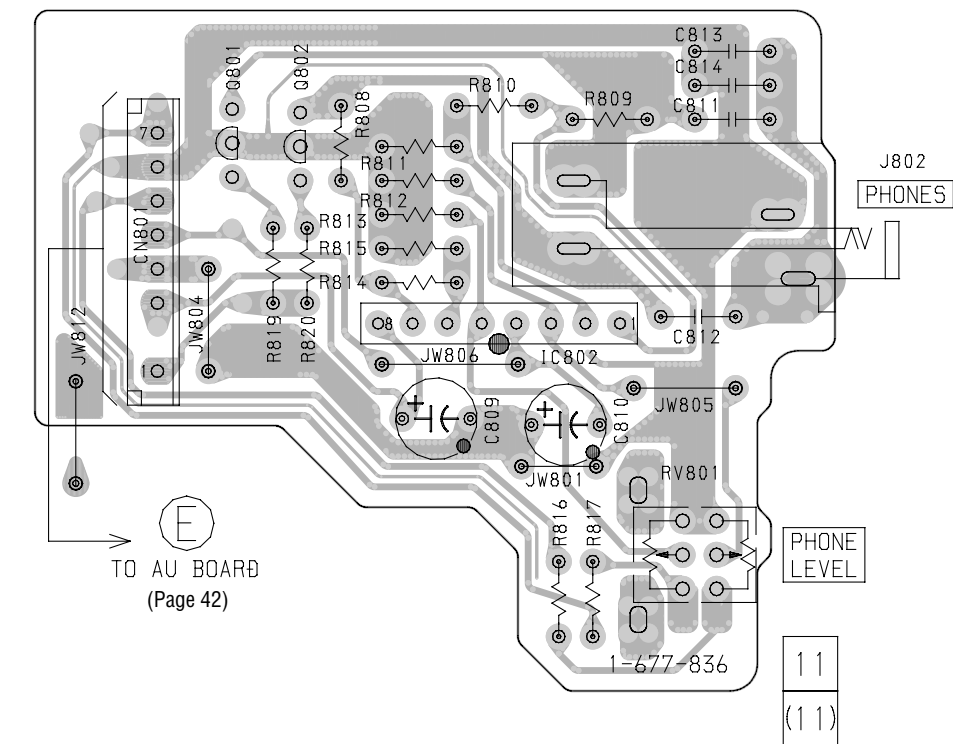 C813
Q801
Q802
C814
R810
R809
C811
R808
7
R811
J802
PHONES
R812
CN801
R813
R815
R814
JW812
JW804
R819
R820
8
1
C812
JW806
IC802
1
C809
C810
JW805
JW801
RV801
R816
R817
E
TO AU BOARD
(Page 42)
PHONE
LEVEL
1-677-836
11
(11)